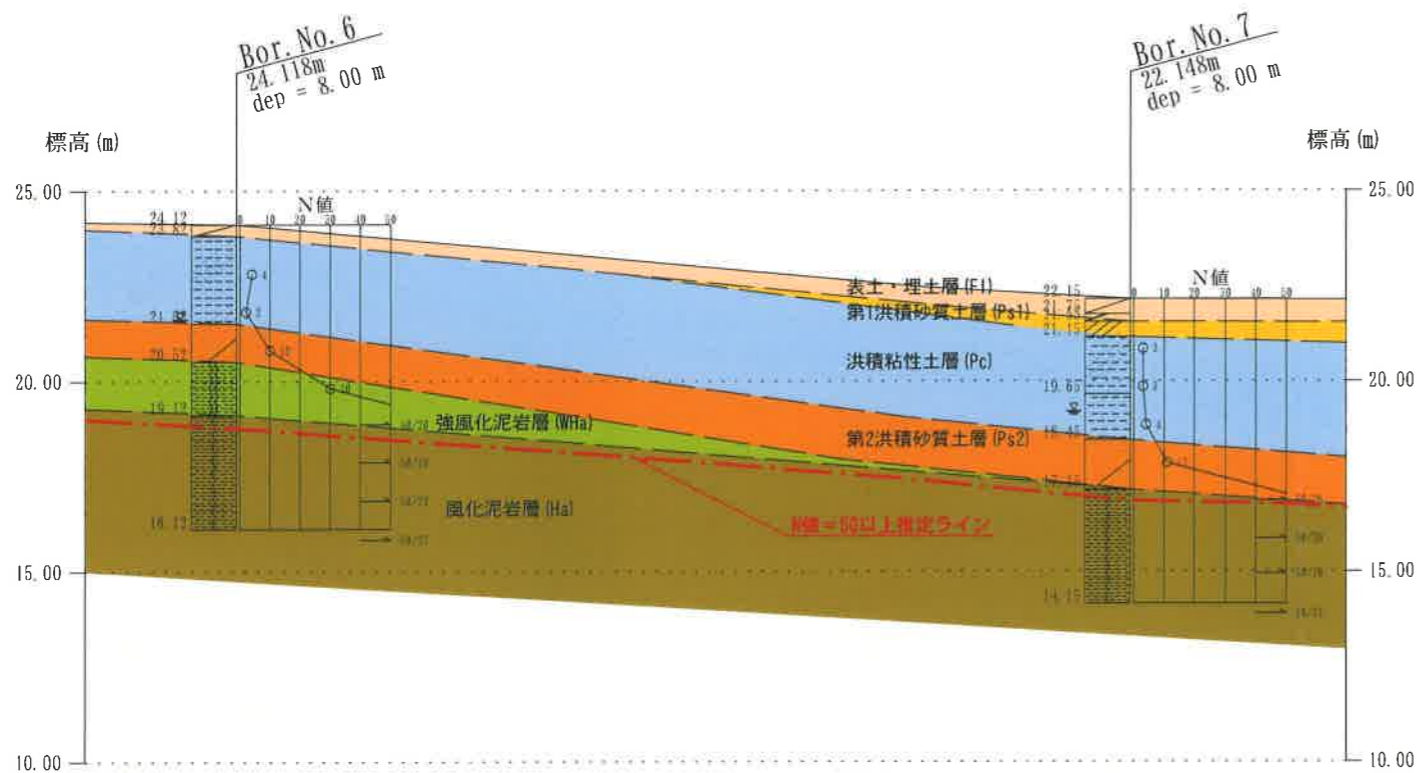 Bor. No. 6
24.118m
dep = 8.00 m
Bor. No. 7
22.148m
dep = 8.00 m
標高(m)
標高(m)
25.00
20.00
15.00
10.00
25.00
20.00
15.00
10.00
N値
0 10 20 30 40 50
24.12
20.52
19.12
16.12
N値
0 10 20 30 40 50
22.15
21.15
19.65
14.15
表土・埋土層(F1)
第1洪積砂質土層(Ps1)
洪積粘性土層(Pc)
第2洪積砂質土層(Ps2)
強風化泥岩層(WHa)
風化泥岩層(Ha)
N値=50以上推定ライン